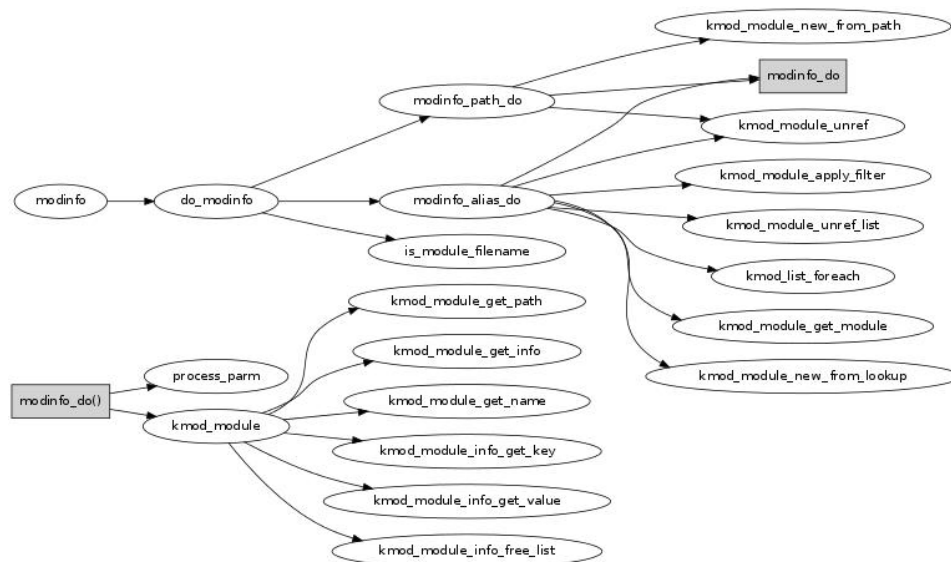 kmod_module_new_from_path
modinfo_do
modinfo_path_do
kmod_module_unref
kmod_module_apply_filter
modinfo
do_modinfo
modinfo_alias_do
kmod_module_unref_list
is_module_filename
kmod_list_foreach
kmod_module_get_path
kmod_module_get_module
kmod_module_get_info
process_parm
kmod_module_new_from_lookup
modinfo_do()
kmod_module_get_name
kmod_module
kmod_module_info_get_key
kmod_module_info_get_value
kmod_module_info_free_list